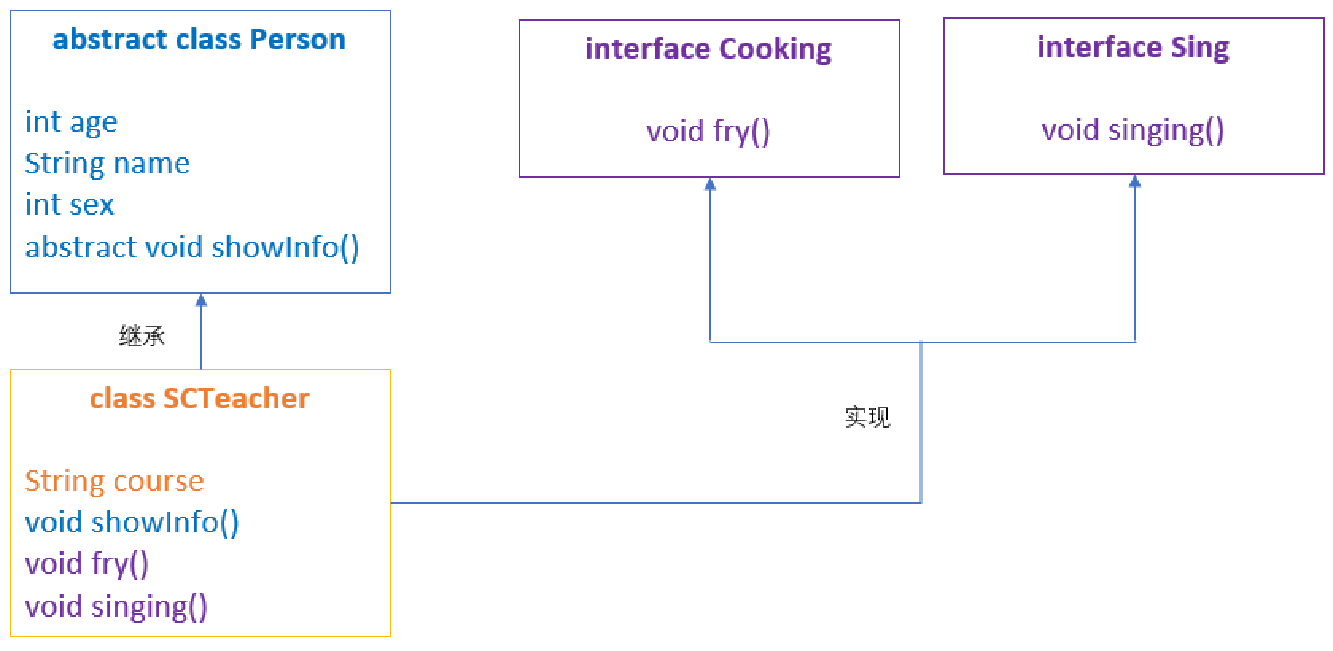 abstract class Person
int age
String name
int sex
abstract void showInfo()
interface Cooking
void fry()
interface Sing
void singing()
继承
class SCTeacher
String course
void showInfo()
void fry()
void singing()
实现